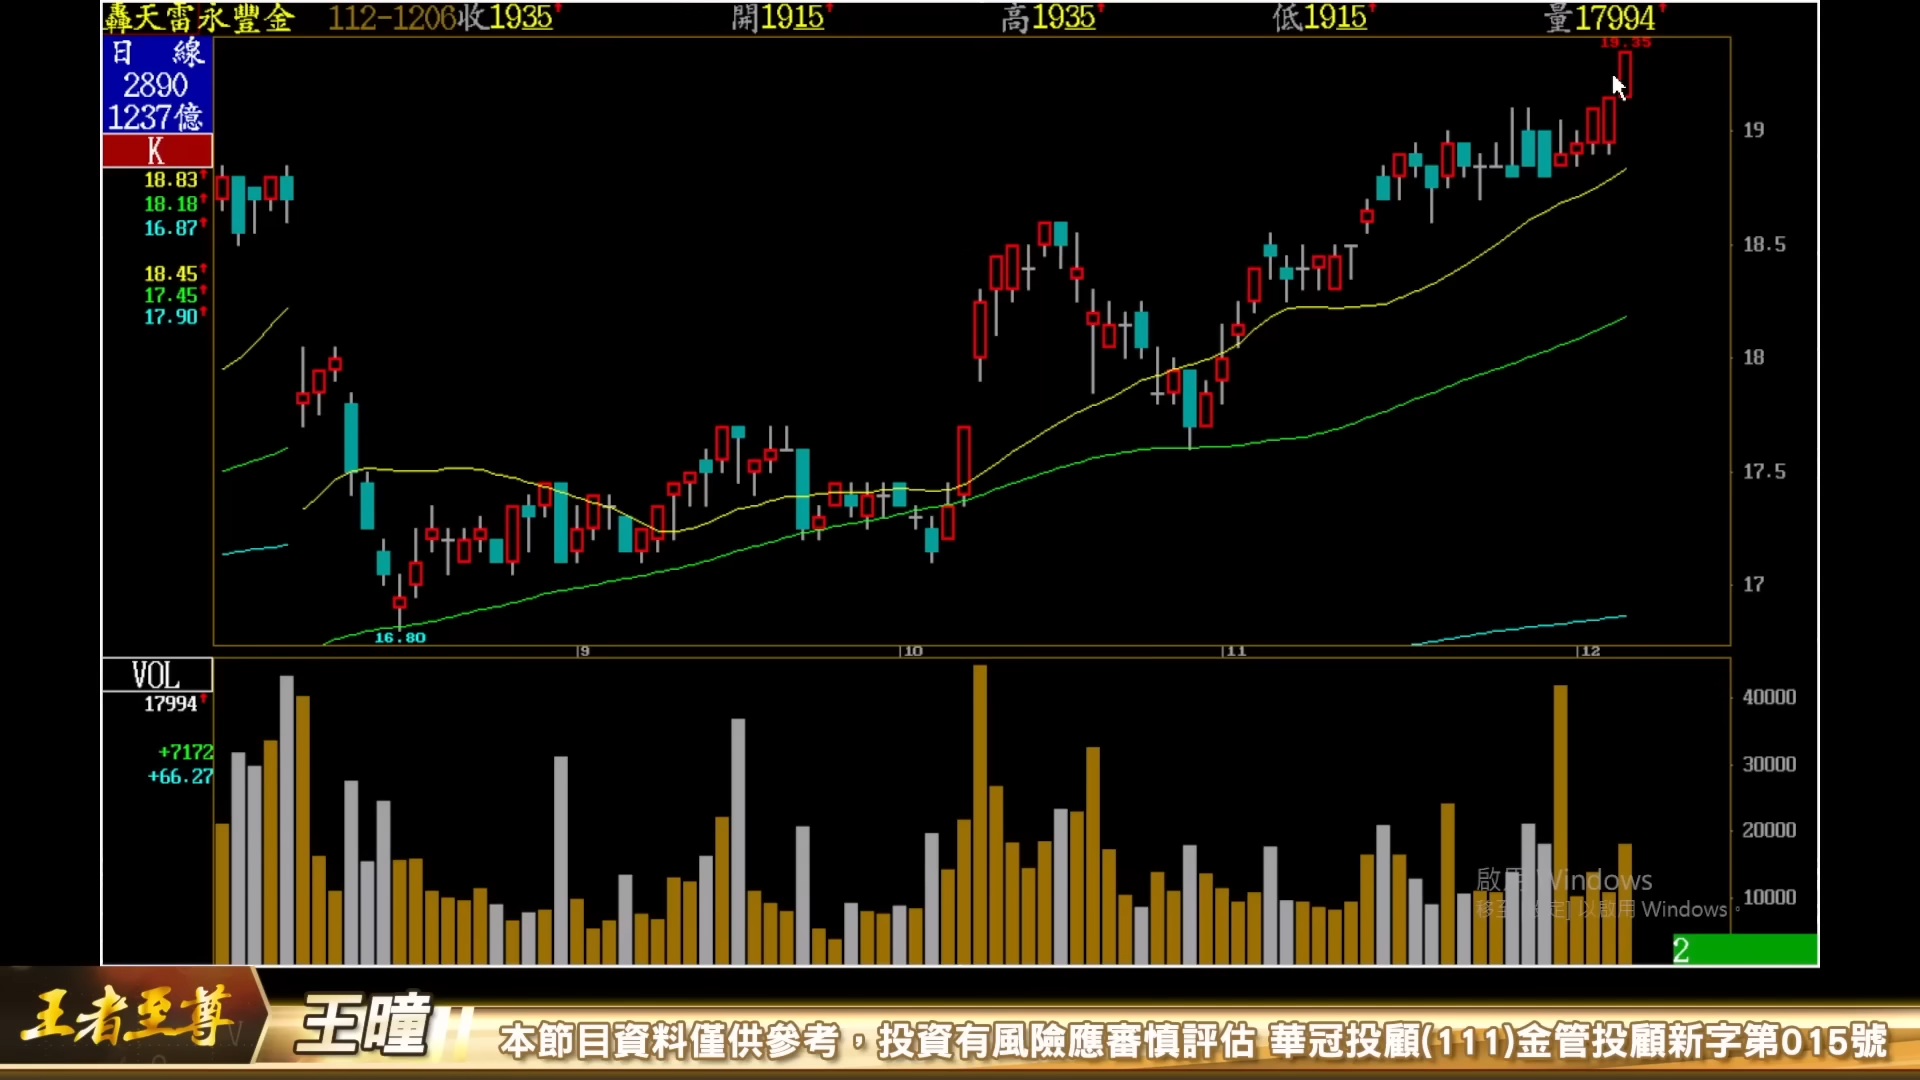 轟天雷永豐金 112-1206收1935 開1915 高1935 低1915 量17994
日 線
2890
1237億
K
18.83
18.18
16.87
18.45
17.45
17.90
19.35
19
18.5
18
17.5
17
16.80
9 10 11 12
VOL
17994
+7172
+66.27
40000
30000
20000
10000
Windows
以啟用 Windows。
2
王者至尊 王曈
本節目資料僅供參考，投資有風險應審慎評估 華冠投顧(111)金管投顧新字第015號